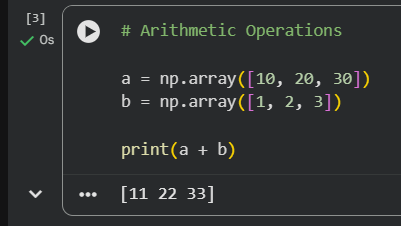 [3]
0s
# Arithmetic Operations
a = np.array([10, 20, 30])
b = np.array([1, 2, 3])
print(a + b)
[11 22 33]